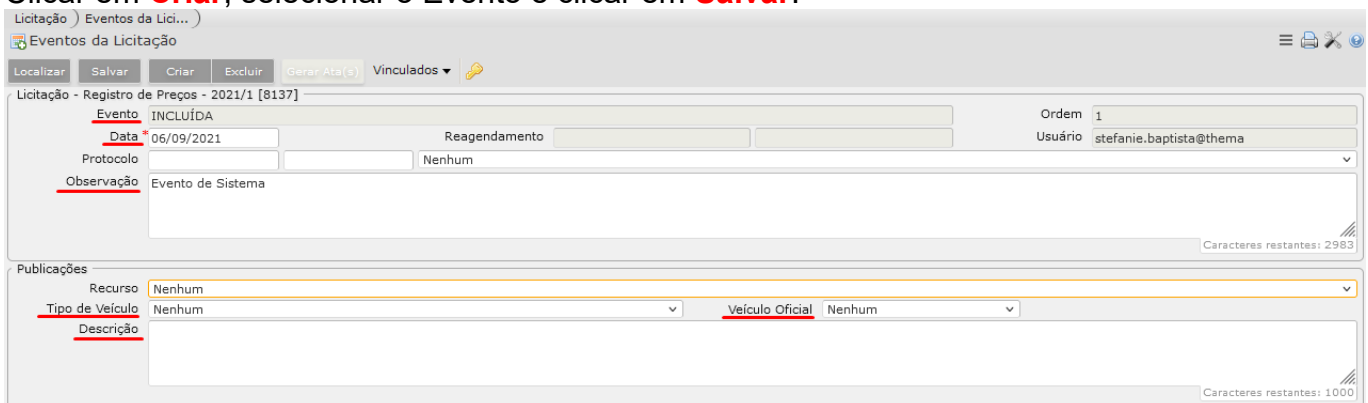 Clicar em Criar, selecionar o Evento e clicar em Salvar.
Licitação ) Eventos da Lici... )
Eventos da Licitação
Localizar Salvar Criar Excluir Gerar Ata(s) Vinculados
Licitação - Registro de Preços - 2021/1 [8137]
Evento INCLUÍDA Ordem 1
Data * 06/09/2021 Reagendamento Usuário stefanie.baptista@thema
Protocolo Nenhum
Observação Evento de Sistema
Caracteres restantes: 2983
Publicações
Recurso Nenhum
Tipo de Veículo Nenhum Veículo Oficial Nenhum
Descrição
Caracteres restantes: 1000